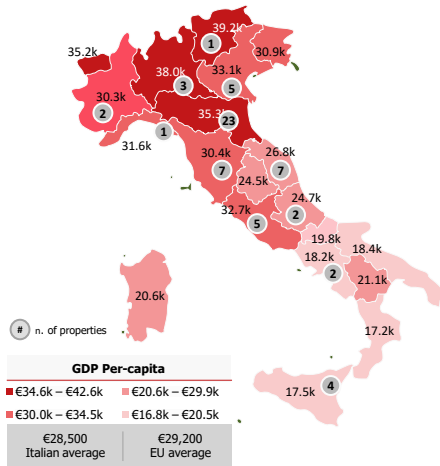 39.2k
1
35.2k
30.9k
38.0k
33.1k
3
5
30.3k
2
35.3k
23
1
31.6k
30.4k
26.8k
7
7
24.5k
24.7k
32.7k
2
5
19.8k
18.4k
18.2k
2
21.1k
20.6k
17.2k
# n. of properties
17.5k
4
GDP Per-capita
€34.6k – €42.6k €20.6k – €29.9k
€30.0k – €34.5k €16.8k – €20.5k
€28,500 €29,200
Italian average EU average